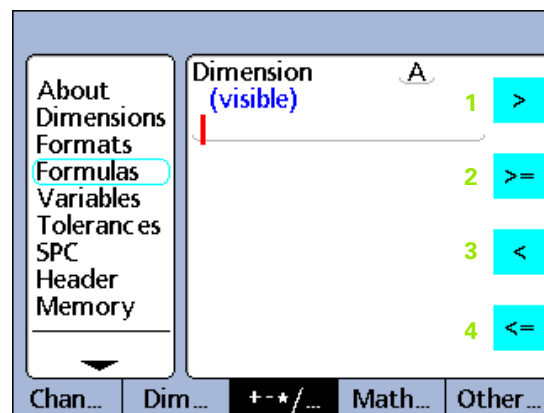 About
Dimensions
Formats
Formulas
Variables
Tolerances
SPC
Header
Memory
Dimension A
(visible)
1 >
2 >=
3 <
4 <=
Chan... Dim... +-*/... Math... Other...